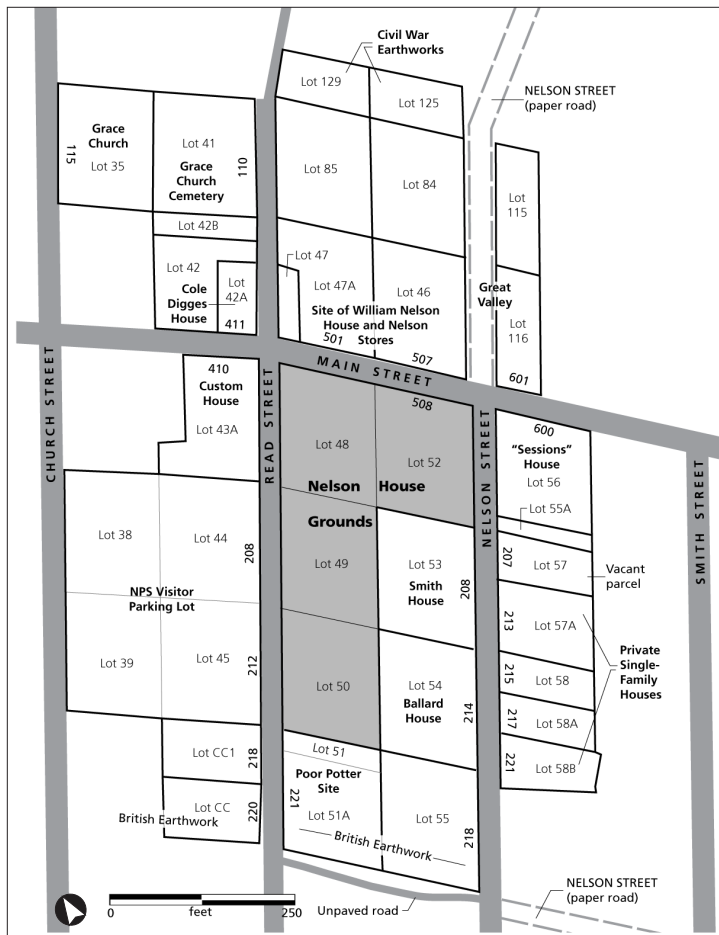 Civil War
Earthworks
Lot 129
Lot 125
NELSON STREET
(paper road)
Grace
Church
115
Lot 35
Lot 41
110
Grace
Church
Cemetery
Lot 85
Lot 84
Lot
115
Lot 42B
Lot 42
Lot
42A
Cole
Digges
House
411
Lot 47
Lot 47A
Lot 46
Site of William Nelson
House and Nelson
Stores
501
507
Great
Valley
Lot
116
601
MAIN STREET
CHURCH STREET
READ STREET
NELSON STREET
SMITH STREET
410
Custom
House
Lot 43A
508
Lot 48
Lot 52
Nelson House
Grounds
Lot 49
Lot 50
600
"Sessions"
House
Lot 56
Lot 55A
207
Lot 57
Vacant
parcel
213
Lot 57A
Private
Single-
Family
Houses
215
Lot 58
217
Lot 58A
221
Lot 58B
Lot 38
Lot 44
208
NPS Visitor
Parking Lot
Lot 39
Lot 45
212
Lot 53
Smith
House
208
Lot 54
Ballard
House
214
Lot CC1
218
Lot CC
220
British Earthwork
Lot 51
Poor Potter
Site
221
Lot 51A
Lot 55
218
British Earthwork
NELSON STREET
(paper road)
Unpaved road
0
feet
250